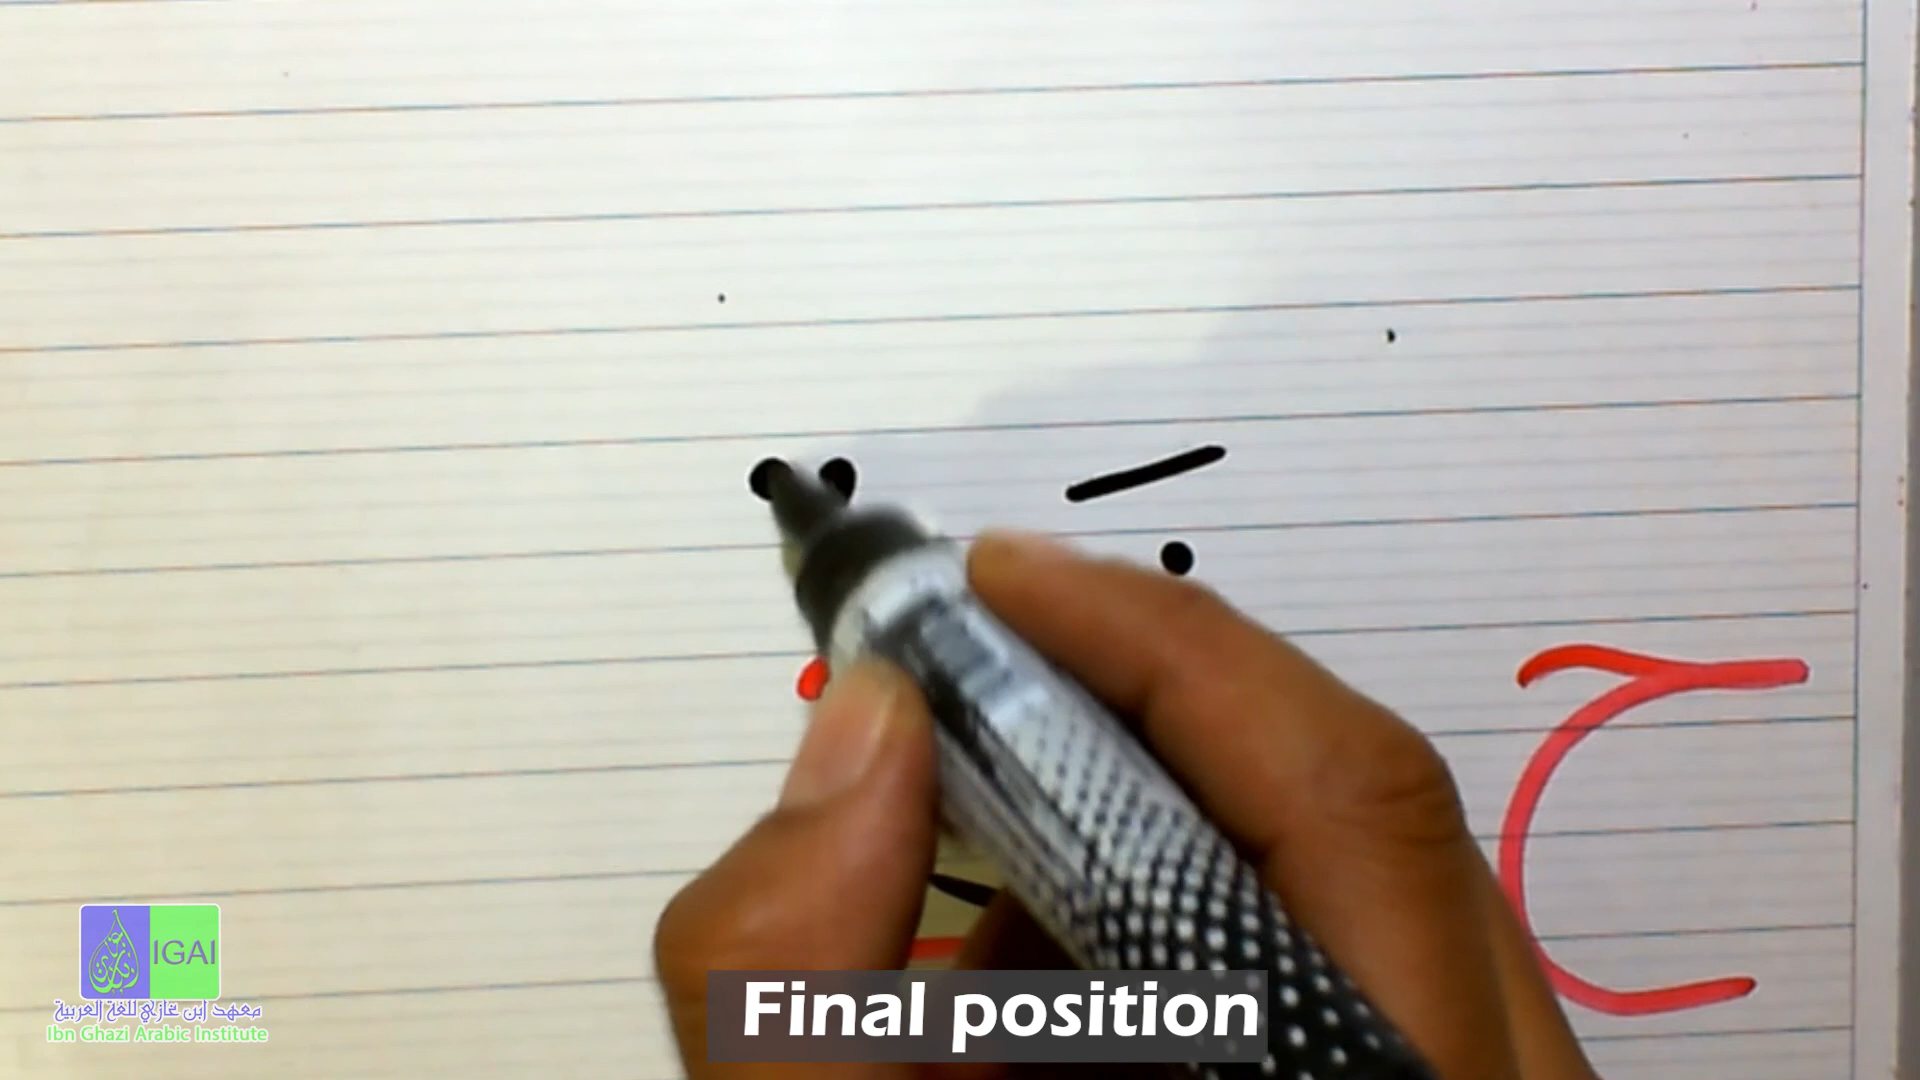 ح
IGAI
معهد ابن غازي للغة العربية
Ibn Ghazi Arabic Institute
Final position